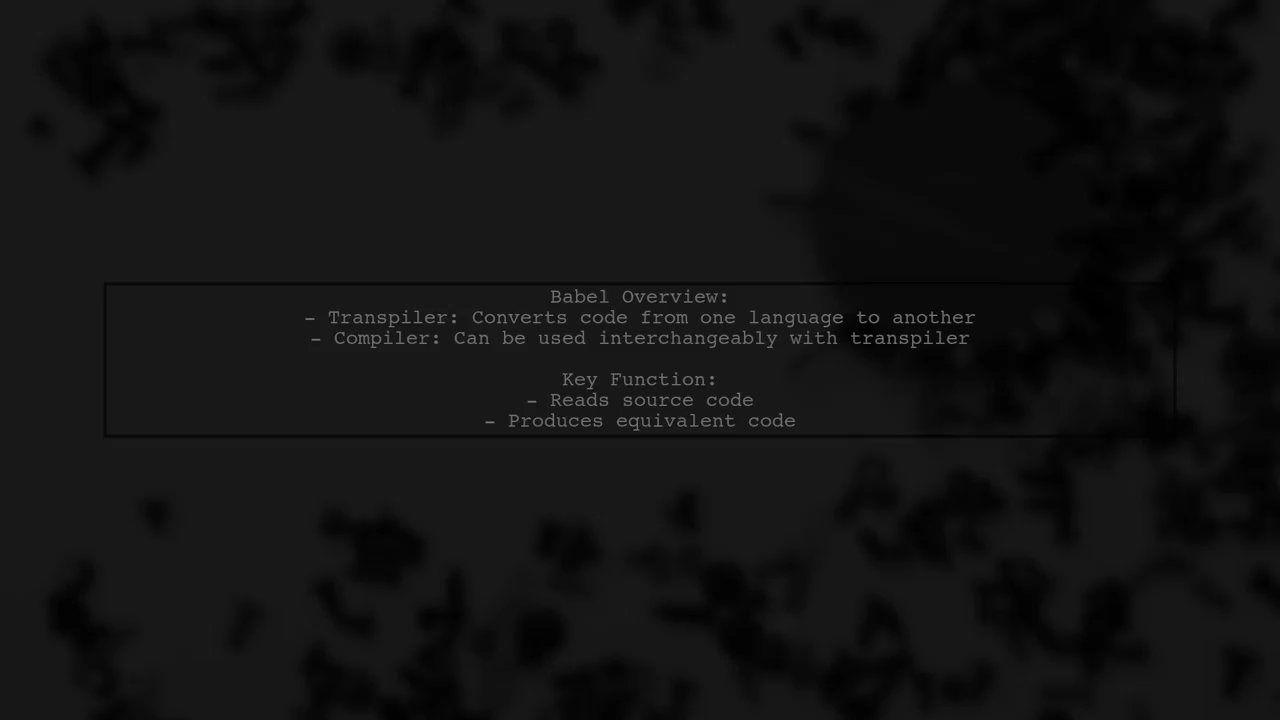 Babel Overview:
- Transpiler: Converts code from one language to another
- Compiler: Can be used interchangeably with transpiler
Key Function:
- Reads source code
- Produces equivalent code